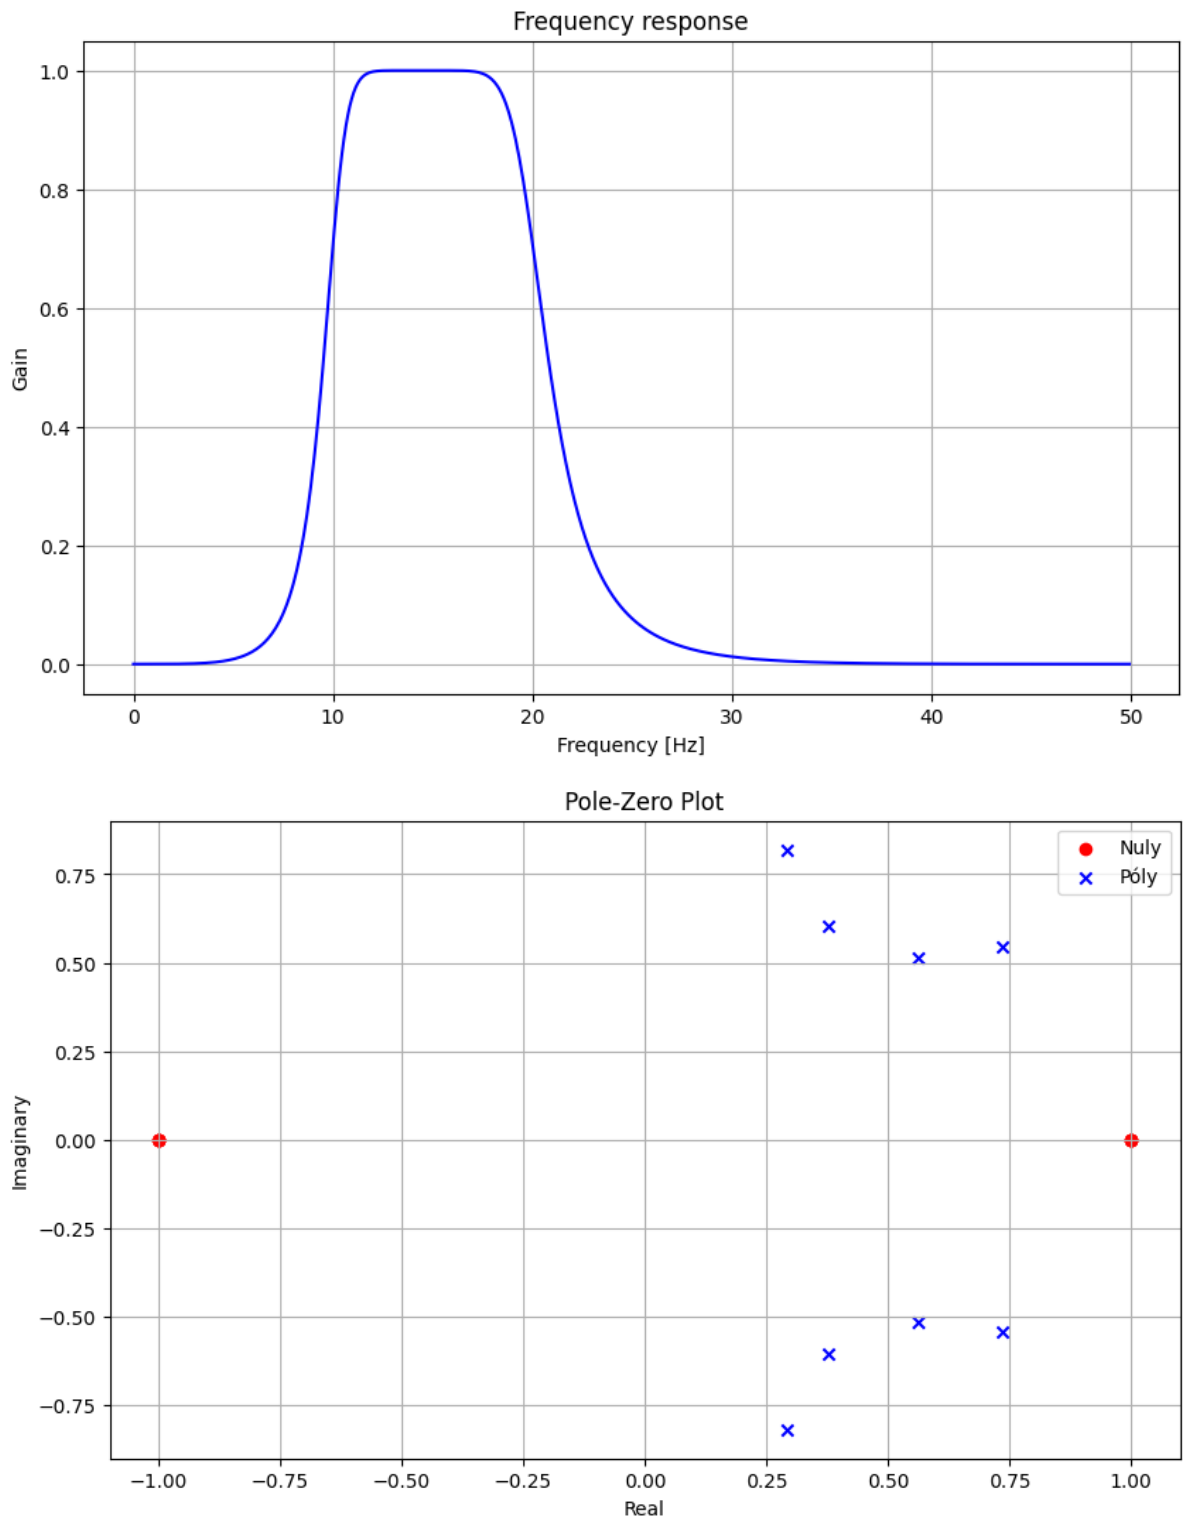 Frequency response
1.0
0.8
0.6
0.4
0.2
0.0
Gain
0 10 20 30 40 50
Frequency [Hz]
Pole-Zero Plot
Nuly
Póly
0.75
0.50
0.25
0.00
−0.25
−0.50
−0.75
Imaginary
−1.00 −0.75 −0.50 −0.25 0.00 0.25 0.50 0.75 1.00
Real